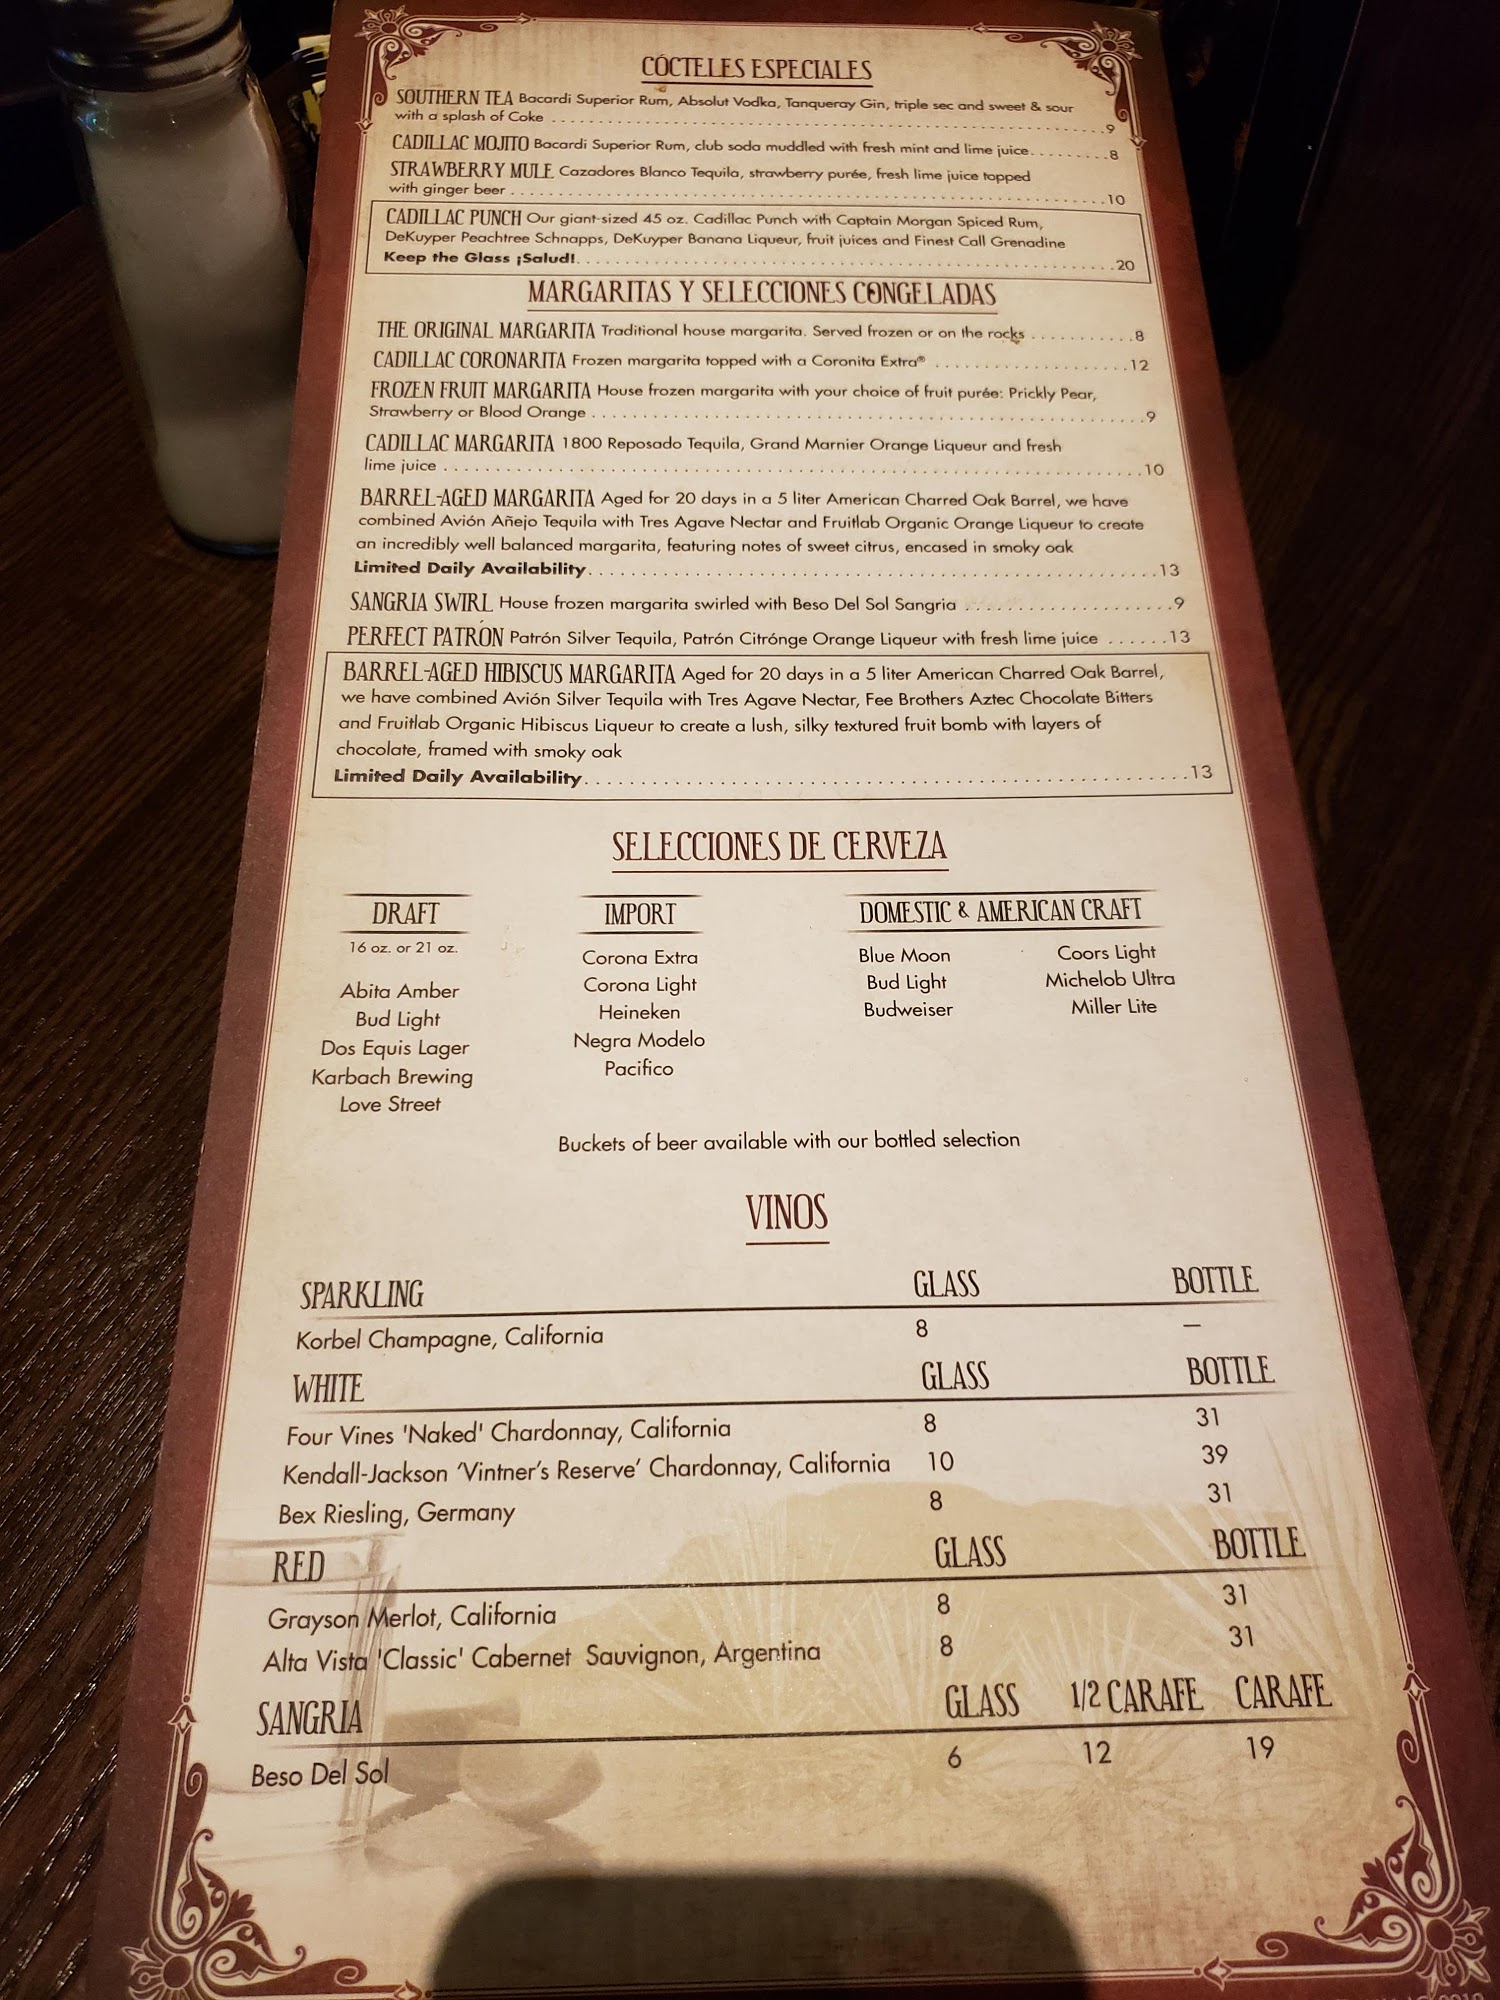 CÓCTELES ESPECIALES
SOUTHERN TEA Bacardi Superior Rum, Absolut Vodka, Tanqueray Gin, triple sec and sweet & sour
with a splash of Coke 9
CADILLAC MOJITO Bacardi Superior Rum, club soda muddled with fresh mint and lime juice 8
STRAWBERRY MULE Cazadores Blanco Tequila, strawberry purée, fresh lime juice topped
with ginger beer 10
CADILLAC PUNCH Our giant-sized 45 oz. Cadillac Punch with Captain Morgan Spiced Rum,
DeKuyper Peachtree Schnapps, DeKuyper Banana Liqueur, fruit juices and Finest Call Grenadine
Keep the Glass ¡Salud! 20
MARGARITAS Y SELECCIONES CONGELADAS
THE ORIGINAL MARGARITA Traditional house margarita. Served frozen or on the rocks 8
CADILLAC CORONARITA Frozen margarita topped with a Coronita Extra® 12
FROZEN FRUIT MARGARITA House frozen margarita with your choice of fruit purée: Prickly Pear,
Strawberry or Blood Orange 9
CADILLAC MARGARITA 1800 Reposado Tequila, Grand Marnier Orange Liqueur and fresh
lime juice 10
BARREL-AGED MARGARITA Aged for 20 days in a 5 liter American Charred Oak Barrel, we have
combined Avión Añejo Tequila with Tres Agave Nectar and Fruitlab Organic Orange Liqueur to create
an incredibly well balanced margarita, featuring notes of sweet citrus, encased in smoky oak
Limited Daily Availability 13
SANGRIA SWIRL House frozen margarita swirled with Beso Del Sol Sangria 9
PERFECT PATRÓN Patrón Silver Tequila, Patrón Citrónge Orange Liqueur with fresh lime juice 13
BARREL-AGED HIBISCUS MARGARITA Aged for 20 days in a 5 liter American Charred Oak Barrel,
we have combined Avión Silver Tequila with Tres Agave Nectar, Fee Brothers Aztec Chocolate Bitters
and Fruitlab Organic Hibiscus Liqueur to create a lush, silky textured fruit bomb with layers of
chocolate, framed with smoky oak
Limited Daily Availability 13
SELECCIONES DE CERVEZA
DRAFT
16 oz. or 21 oz.
Abita Amber
Bud Light
Dos Equis Lager
Karbach Brewing
Love Street
IMPORT
Corona Extra
Corona Light
Heineken
Negra Modelo
Pacifico
DOMESTIC & AMERICAN CRAFT
Blue Moon
Bud Light
Budweiser
Coors Light
Michelob Ultra
Miller Lite
Buckets of beer available with our bottled selection
VINOS
SPARKLING GLASS BOTTLE
Korbel Champagne, California 8 —
WHITE GLASS BOTTLE
Four Vines 'Naked' Chardonnay, California 8 31
Kendall-Jackson ‘Vintner’s Reserve’ Chardonnay, California 10 39
Bex Riesling, Germany 8 31
RED GLASS BOTTLE
Grayson Merlot, California 8 31
Alta Vista 'Classic' Cabernet Sauvignon, Argentina 8 31
SANGRIA GLASS 1/2 CARAFE CARAFE
Beso Del Sol 6 12 19